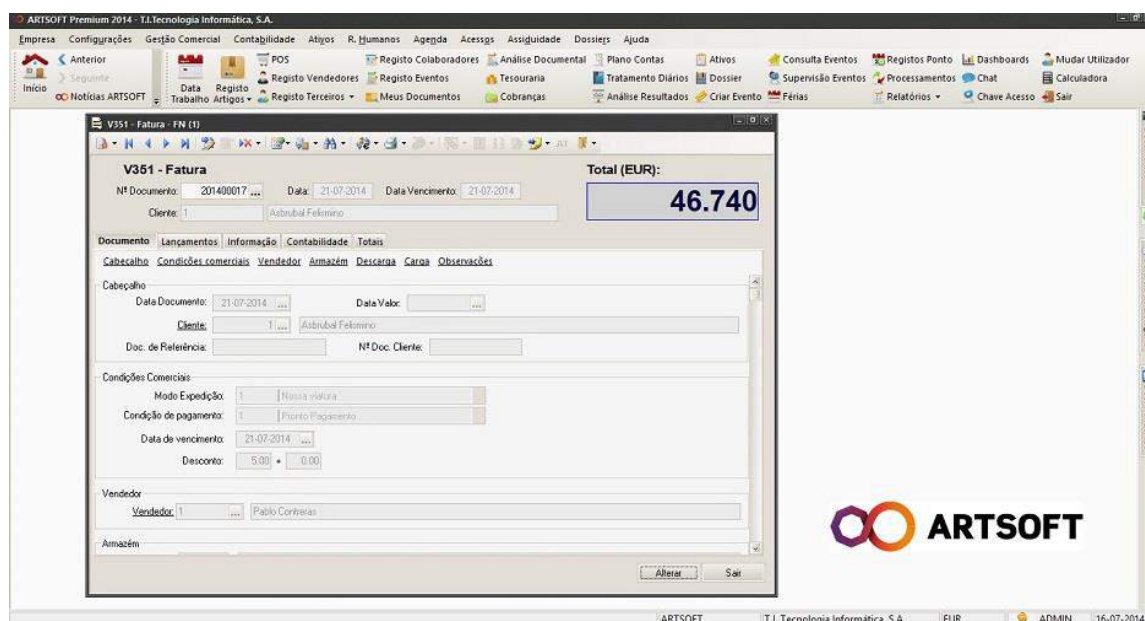 ARTSOFT Premium 2014 - T.I.Tecnologia Informática, S.A.
Empresa Configurações Gestão Comercial Contabilidade Ativos R. Humanos Agenda Acessos Assiduidade Dossiers Ajuda
Anterior POS Registo Colaboradores Análise Documental Plano Contas Ativos Consulta Eventos Registos Ponto Dashboards Mudar Utilizador
Seguinte Registo Vendedores Registo Eventos Tesouraria Tratamento Diários Dossier Supervisão Eventos Processamentos Chat Calculadora
Início Notícias ARTSOFT Data Trabalho Registo Artigos Registo Terceiros Meus Documentos Cobranças Análise Resultados Criar Evento Férias Relatórios Chave Acesso Sair
V351 - Fatura - FN (1)
V351 - Fatura Total (EUR):
Nº Documento: 201400017 ... Data: 21-07-2014 Data Vencimento: 21-07-2014
46.740
Cliente: 1 Asbrubal Felismino
Documento Lançamentos Informação Contabilidade Totais
Cabeçalho Condições comerciais Vendedor Armazém Descarga Carga Observações
Cabeçalho
Data Documento: 21-07-2014 ... Data Valor: ...
Cliente: 1 ... Asbrubal Felismino
Doc. de Referência: Nº Doc. Cliente:
Condições Comerciais
Modo Expedição: 1 Nossa viatura
Condição de pagamento: 1 Pronto Pagamento
Data de vencimento: 21-07-2014 ...
Desconto: 5.00 + 0.00
Vendedor
Vendedor: 1 ... Pablo Contreras
Armazém
Alterar Sair
ARTSOFT
ARTSOFT T.I. Tecnologia Informática, S.A. EUR ADMIN 16-07-2014